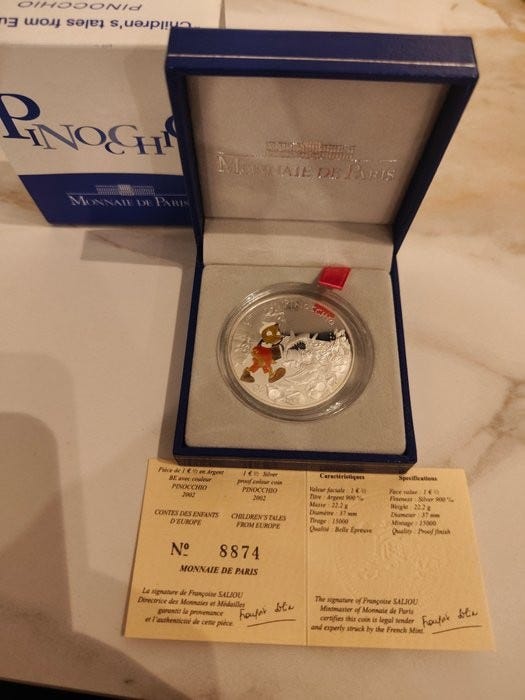 "Children's tales from Eu
PINOCCHIO
PINOCCHI
MONNAIE DE PARIS
MONNAIE DE PARIS
PINOCCHIO
Pièce de 1 € ½ en Argent
BE avec couleur
PINOCCHIO
2002
CONTES DES ENFANTS
D'EUROPE
1 € ½ Silver
proof colour coin
PINOCCHIO
2002
CHILDREN'S TALES
FROM EUROPE
Nº 8874
MONNAIE DE PARIS
La signature de Françoise SALIOU
Directrice des Monnaies et Médailles
garantit la provenance
et l'authenticité de cette pièce.
Caractéristiques
Valeur faciale : 1 € ½
Titre : Argent 900 ‰
Masse : 22.2 g
Diamètre : 37 mm
Tirage : 15000
Qualité : Belle Épreuve
Specifications
Face value : 1 € ½
Fineness : Silver 900 ‰
Weight : 22.2 g
Diameter : 37 mm
Mintage : 15000
Quality : Proof finish
The signature of Françoise SALIOU
Mintmaster of Monnaie de Paris
certifies this coin is legal tender
and experly struck by the French Mint.